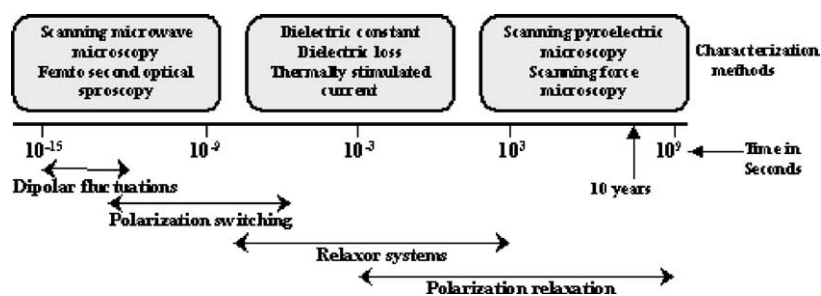 Scanning microwave
microscopy
Femto second optical
sproscopy
Dielectric constant
Dielectric loss
Thermally stimulated
current
Scanning pyroelectric
microscopy
Scanning force
microscopy
Characterization
methods
10-15
10-9
10-3
103
109
Time in
Seconds
Dipolar fluctuations
10 years
Polarization switching
Relaxor systems
Polarization relaxation